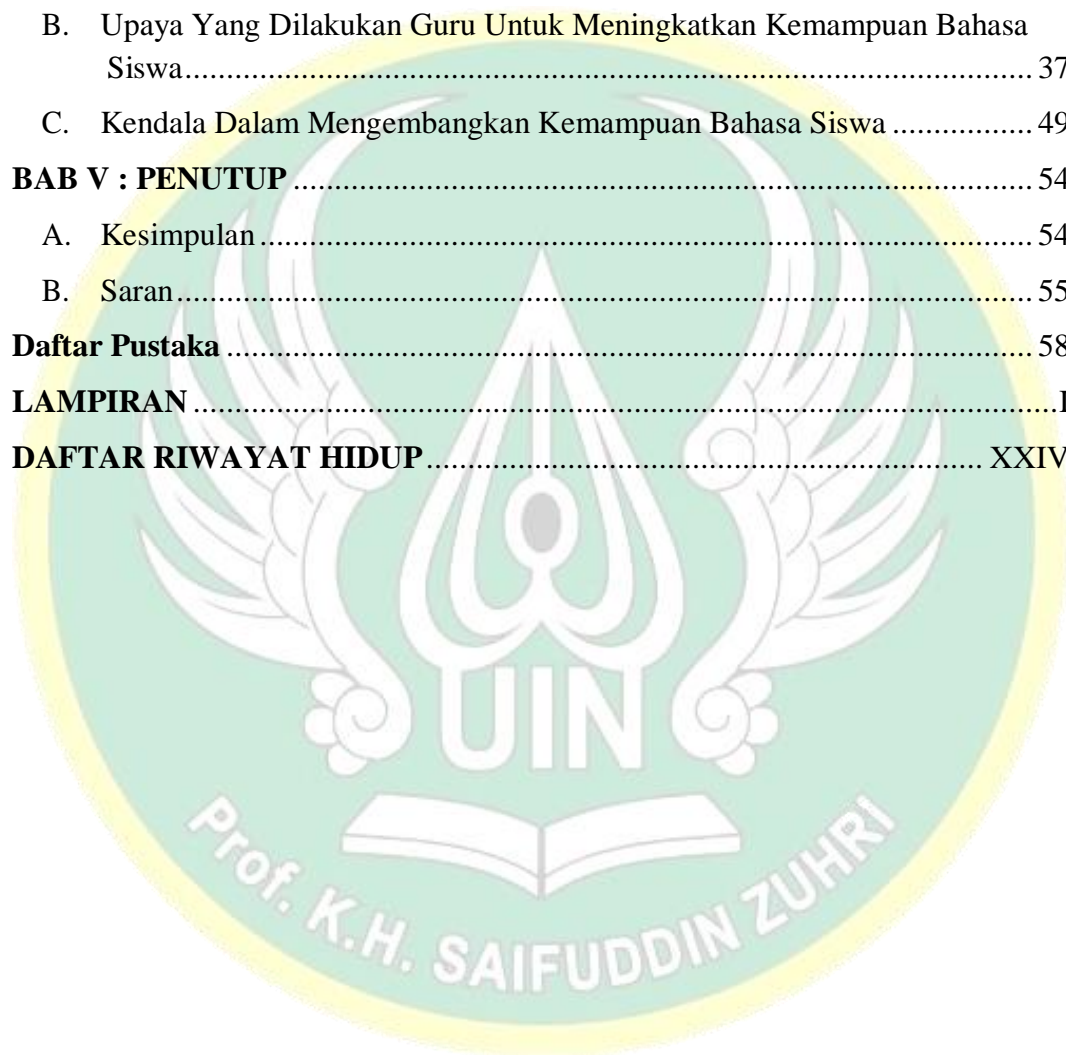 B. Upaya Yang Dilakukan Guru Untuk Meningkatkan Kemampuan Bahasa
Siswa........................................................................................................ 37
C. Kendala Dalam Mengembangkan Kemampuan Bahasa Siswa ................. 49
BAB V : PENUTUP .......................................................................................... 54
A. Kesimpulan .............................................................................................. 54
B. Saran........................................................................................................ 55
Daftar Pustaka .................................................................................................. 58
LAMPIRAN .........................................................................................................I
DAFTAR RIWAYAT HIDUP.................................................................... XXIV
UIN
Prof. K.H. SAIFUDDIN ZUHRI